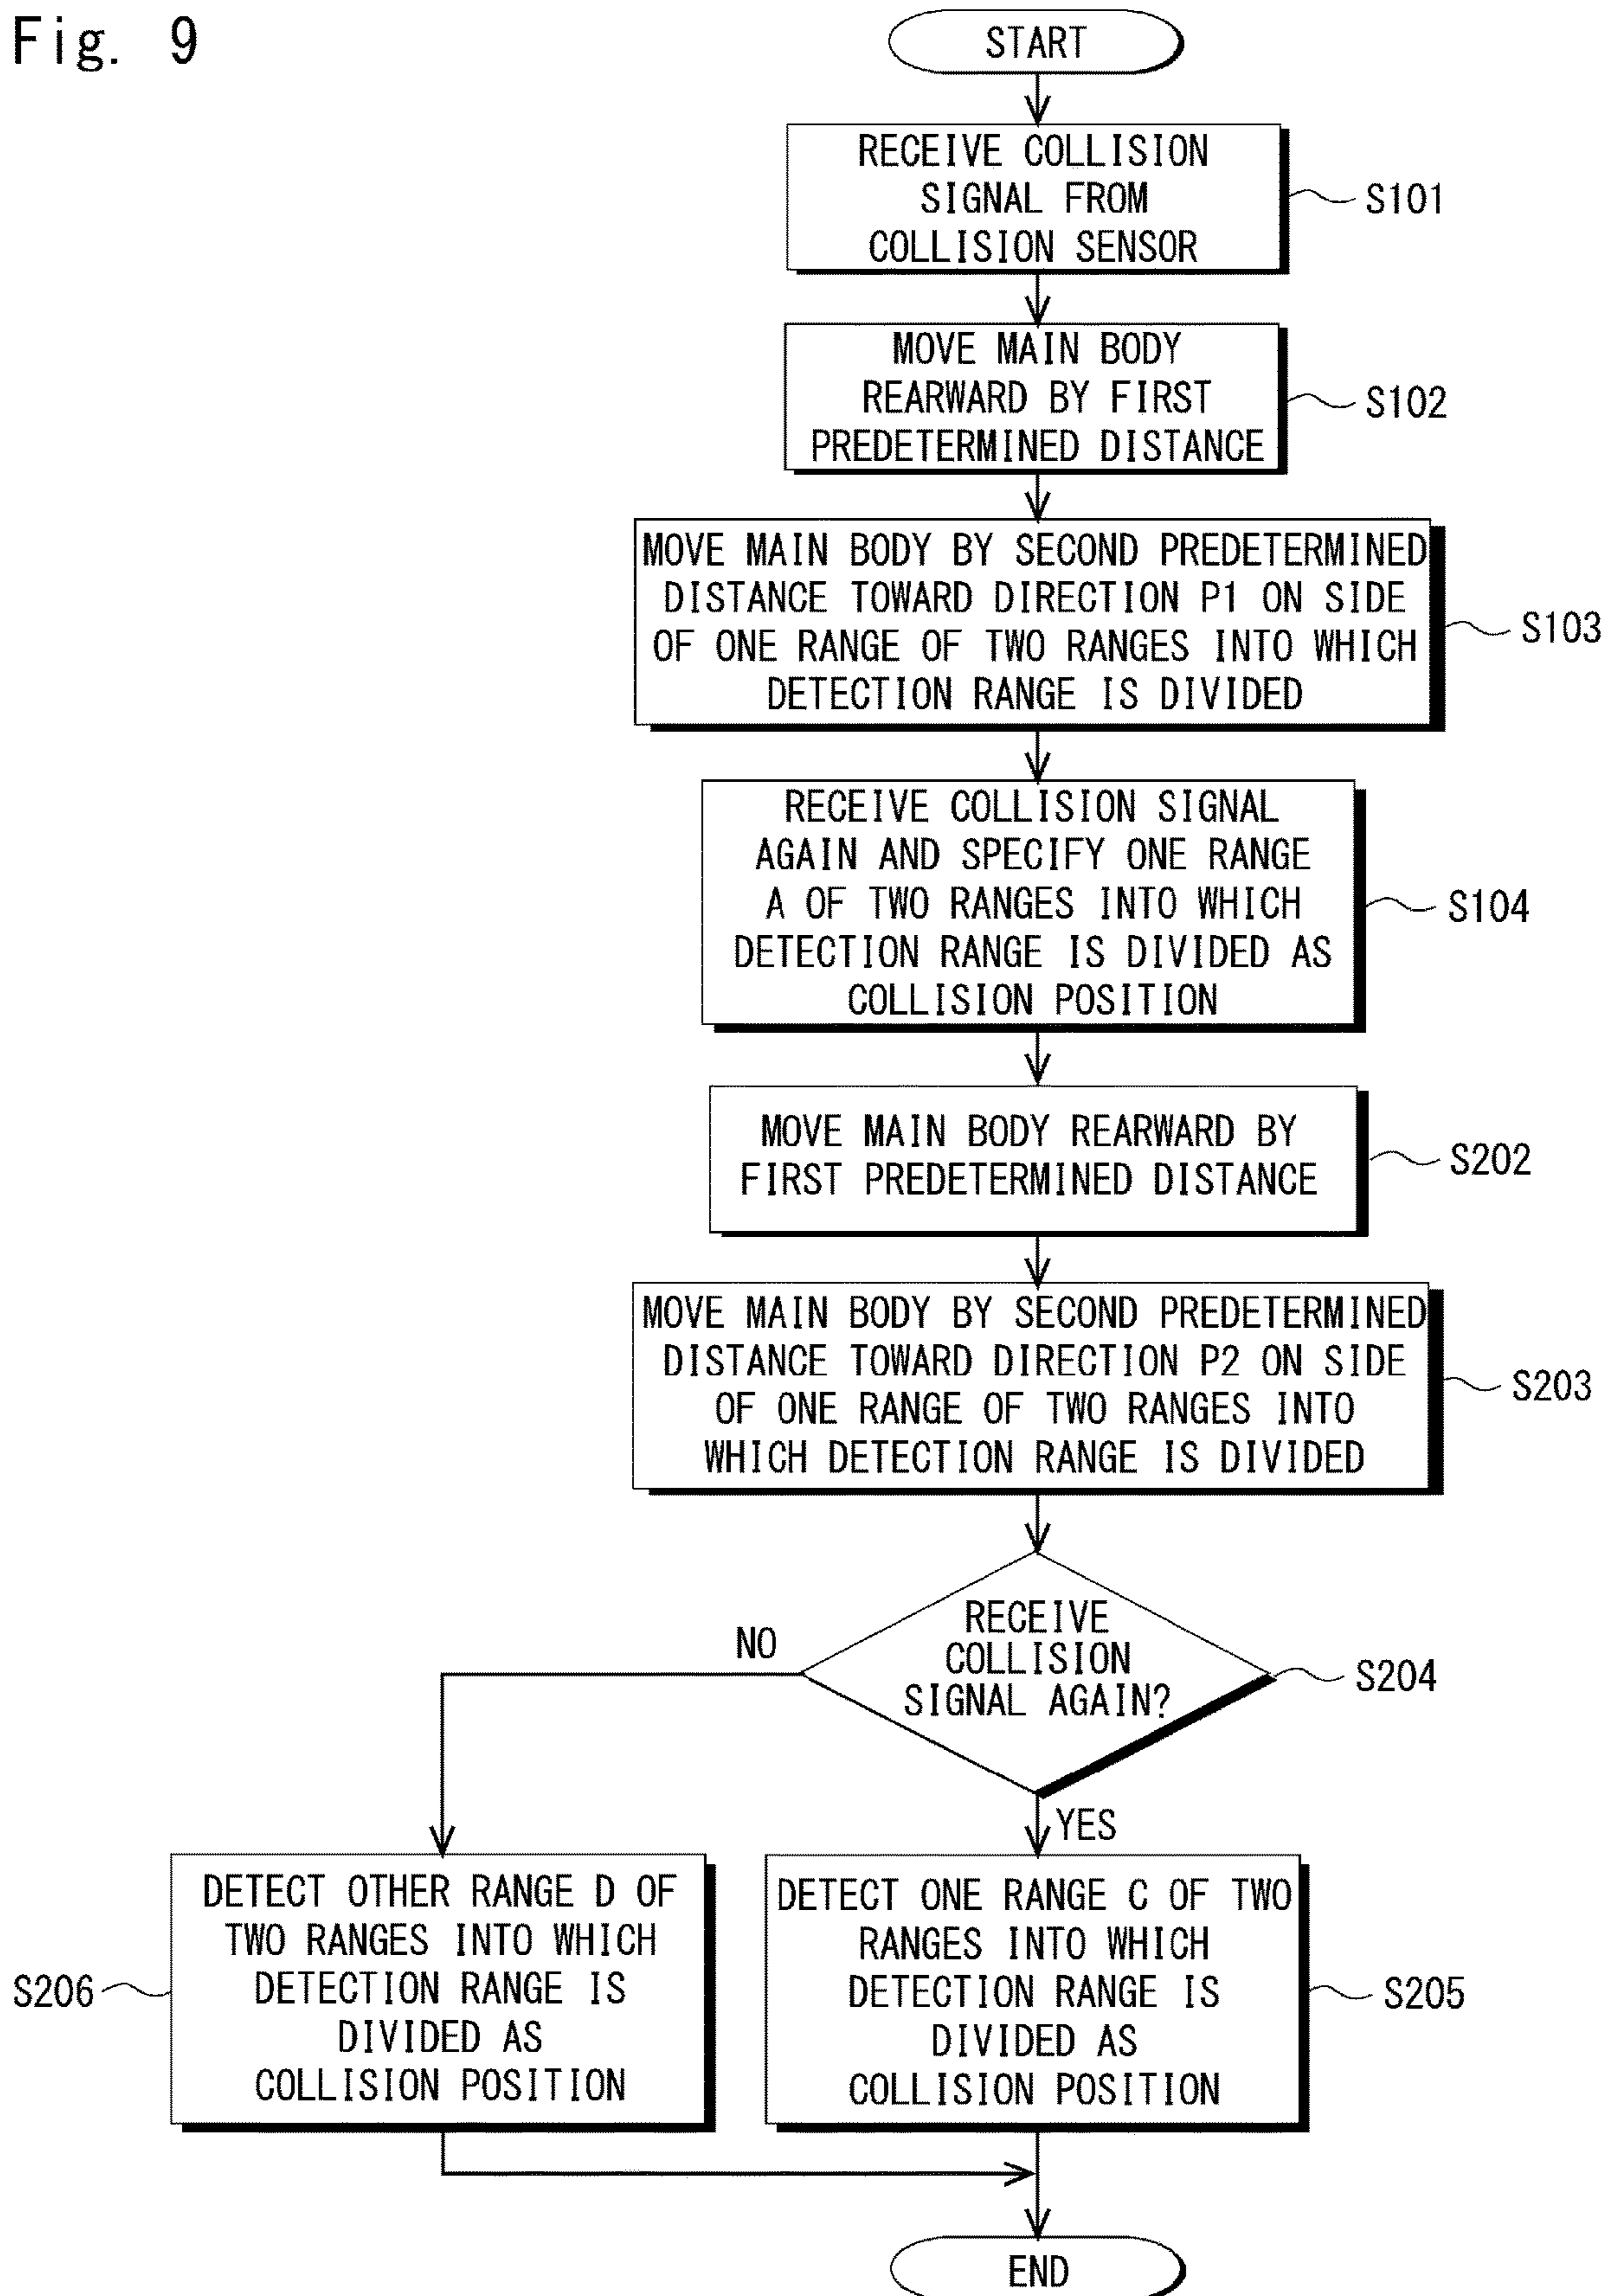 Fig. 9
START
RECEIVE COLLISION
SIGNAL FROM
COLLISION SENSOR
S101
MOVE MAIN BODY
REARWARD BY FIRST
PREDETERMINED DISTANCE
S102
MOVE MAIN BODY BY SECOND PREDETERMINED
DISTANCE TOWARD DIRECTION P1 ON SIDE
OF ONE RANGE OF TWO RANGES INTO WHICH
DETECTION RANGE IS DIVIDED
S103
RECEIVE COLLISION SIGNAL
AGAIN AND SPECIFY ONE RANGE
A OF TWO RANGES INTO WHICH
DETECTION RANGE IS DIVIDED AS
COLLISION POSITION
S104
MOVE MAIN BODY REARWARD BY
FIRST PREDETERMINED DISTANCE
S202
MOVE MAIN BODY BY SECOND PREDETERMINED
DISTANCE TOWARD DIRECTION P2 ON SIDE
OF ONE RANGE OF TWO RANGES INTO
WHICH DETECTION RANGE IS DIVIDED
S203
RECEIVE
COLLISION
SIGNAL AGAIN?
S204
NO
YES
DETECT OTHER RANGE D OF
TWO RANGES INTO WHICH
DETECTION RANGE IS
DIVIDED AS
COLLISION POSITION
S206
DETECT ONE RANGE C OF TWO
RANGES INTO WHICH
DETECTION RANGE IS
DIVIDED AS
COLLISION POSITION
S205
END